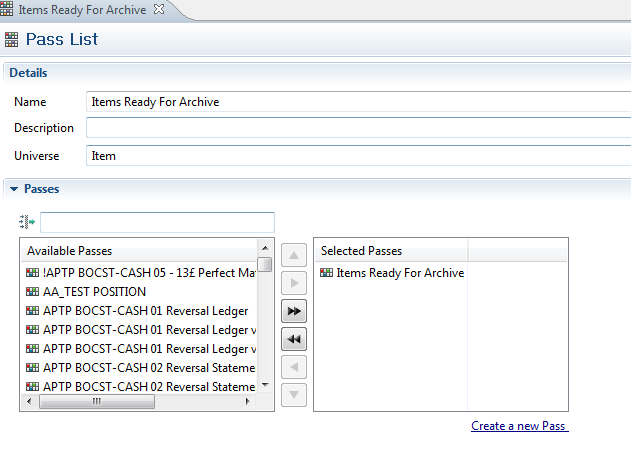 Items Ready For Archive
Pass List
Details
Name Items Ready For Archive
Description
Universe Item
Passes
Available Passes
!APTP BOCST-CASH 05 - 13£ Perfect Ma
AA_TEST POSITION
APTP BOCST-CASH 01 Reversal Ledger
APTP BOCST-CASH 01 Reversal Ledger v
APTP BOCST-CASH 01 Reversal Ledger v
APTP BOCST-CASH 02 Reversal Stateme
APTP BOCST-CASH 02 Reversal Stateme
Selected Passes
Items Ready For Archive
Create a new Pass